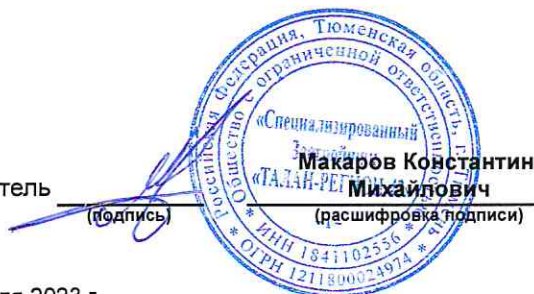 Российская Федерация, Тюменская область, г.
Общество с ограниченной ответственностью
«Специализированный
Застройщик
«ТАЛАН-РЕГИОН-
* ИНН 1841102556 *
* ОГРН 1211800024974 *
тель
Макаров Константин
Михайлович
(подпись)
(расшифровка подписи)
2023 г